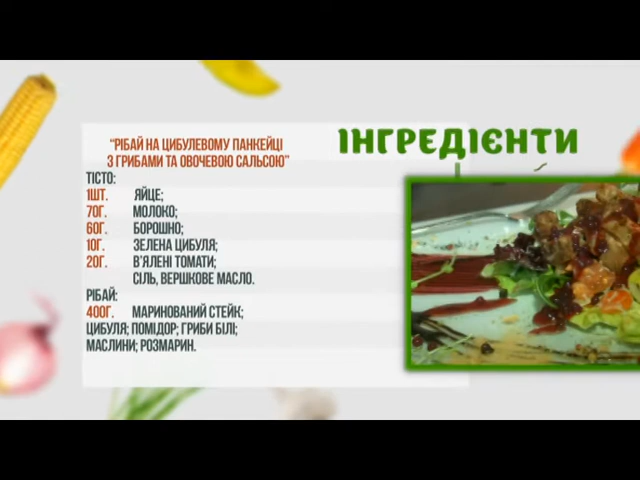 ІНГРЕДІЄНТИ
“РІБАЙ НА ЦИБУЛЕВОМУ ПАНКЕЙЦІ
З ГРИБАМИ ТА ОВОЧЕВОЮ САЛЬСОЮ”
ТІСТО:
1ШТ. ЯЙЦЕ;
70Г. МОЛОКО;
60Г. БОРОШНО;
10Г. ЗЕЛЕНА ЦИБУЛЯ;
20Г. В'ЯЛЕНІ ТОМАТИ;
СІЛЬ, ВЕРШКОВЕ МАСЛО.
РІБАЙ:
400Г. МАРИНОВАНИЙ СТЕЙК;
ЦИБУЛЯ; ПОМІДОР; ГРИБИ БІЛІ;
МАСЛИНИ; РОЗМАРИН.